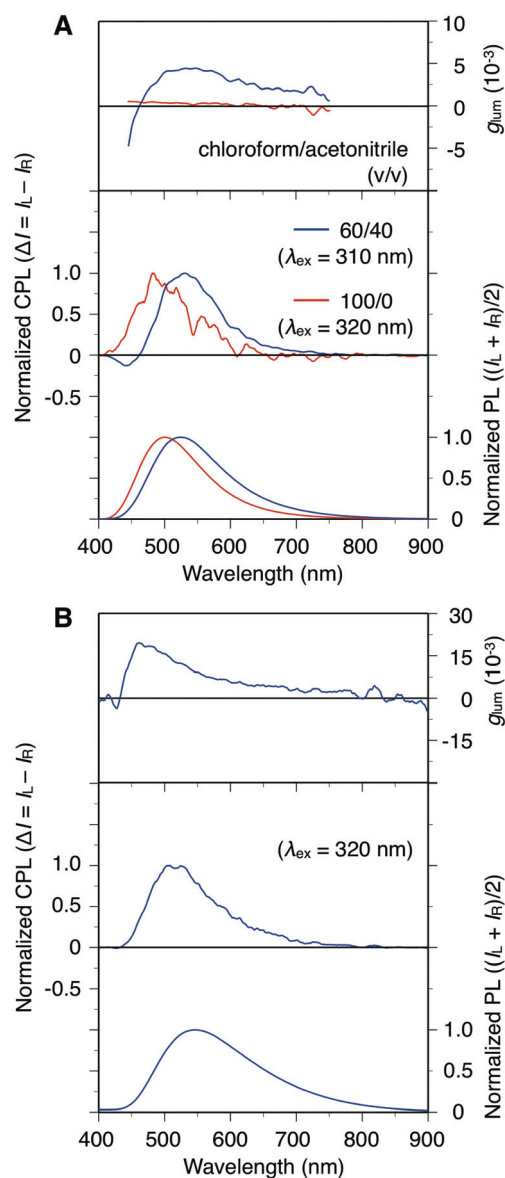 A
10
5
0
-5
glum (10-3)
chloroform/acetonitrile
(v/v)
60/40
(λex = 310 nm)
100/0
(λex = 320 nm)
Normalized CPL (ΔI = IL – IR)
1.0
0.5
0
-0.5
Normalized PL ((IL + IR)/2)
1.0
0.5
0
400 500 600 700 800 900
Wavelength (nm)
B
30
15
0
-15
glum (10-3)
(λex = 320 nm)
Normalized CPL (ΔI = IL – IR)
1.0
0.5
0
-0.5
Normalized PL ((IL + IR)/2)
1.0
0.5
0
400 500 600 700 800 900
Wavelength (nm)